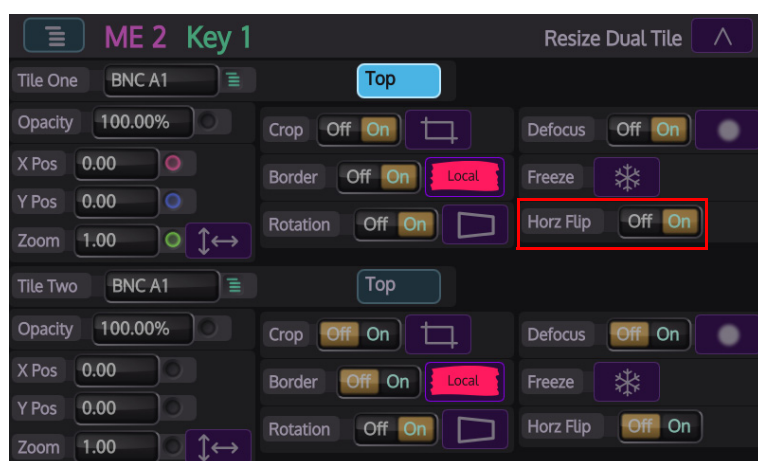 ME 2 Key 1 Resize Dual Tile
Tile One BNC A1 Top
Opacity 100.00% Crop Off On Defocus Off On
X Pos 0.00 Border Off On Local Freeze
Y Pos 0.00
Zoom 1.00 Rotation Off On Horz Flip Off On
Tile Two BNC A1 Top
Opacity 100.00% Crop Off On Defocus Off On
X Pos 0.00 Border Off On Local Freeze
Y Pos 0.00
Zoom 1.00 Rotation Off On Horz Flip Off On